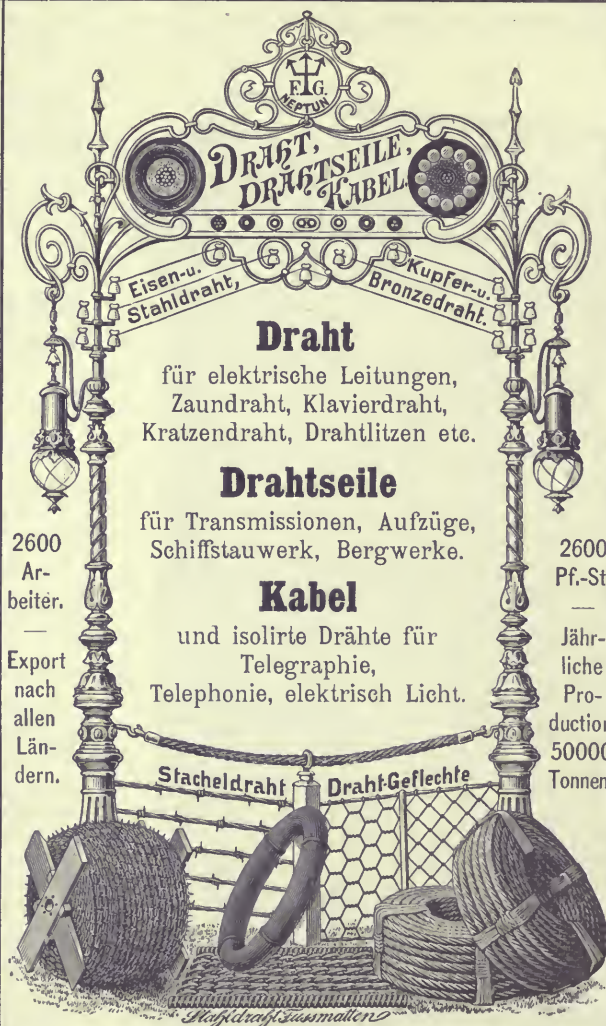 F. G.
NEPTUN
DRAHT,
DRAHTSEILE,
KABEL.
Eisen-u.
Stahldraht,
Kupfer-u.
Bronzedraht.
Draht
für elektrische Leitungen,
Zaundraht, Klavierdraht,
Kratzendraht, Drahtlitzen etc.
Drahtseile
für Transmissionen, Aufzüge,
Schiffstauwerk, Bergwerke.
Kabel
und isolirte Drähte für
Telegraphie,
Telephonie, elektrisch Licht.
2600
Ar-
beiter.
—
Export
nach
allen
Län-
dern.
2600
Pf.-St
—
Jähr-
liche
Pro-
duction
50000
Tonnen
Stacheldraht
Draht-Geflechte
Stahldraht Fussmatten